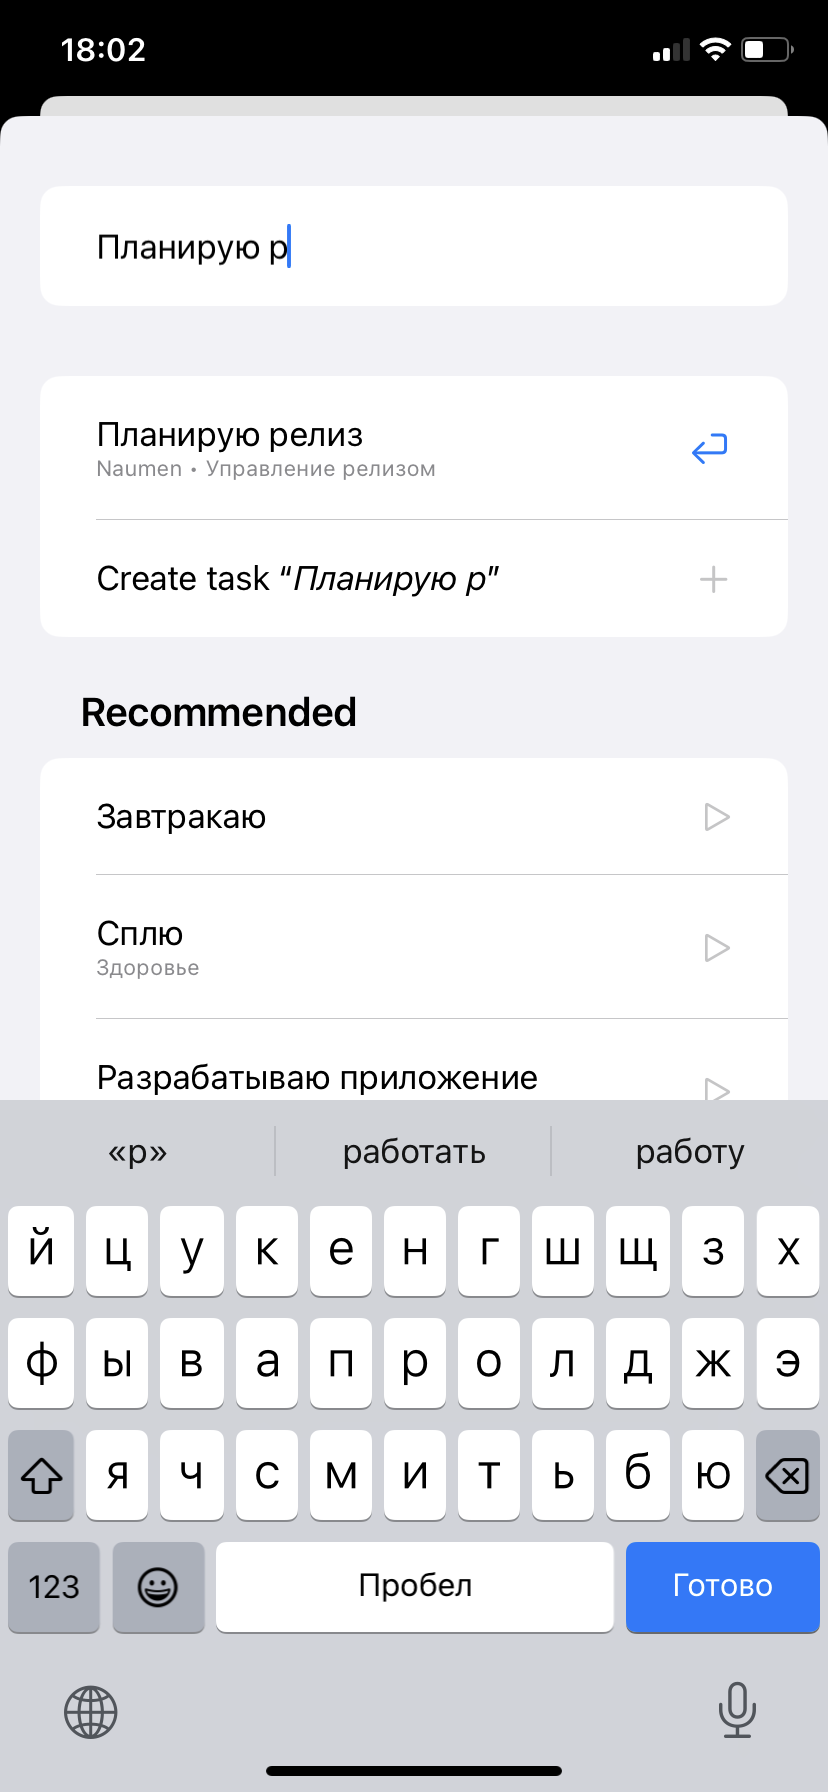 18:02
Планирую р
Планирую релиз
Naumen • Управление релизом
Create task “Планирую р”
Recommended
Завтракаю
Сплю
Здоровье
Разрабатываю приложение
«р» работать работу
й ц у к е н г ш щ з х
ф ы в а п р о л д ж э
я ч с м и т ь б ю
123 Пробел Готово